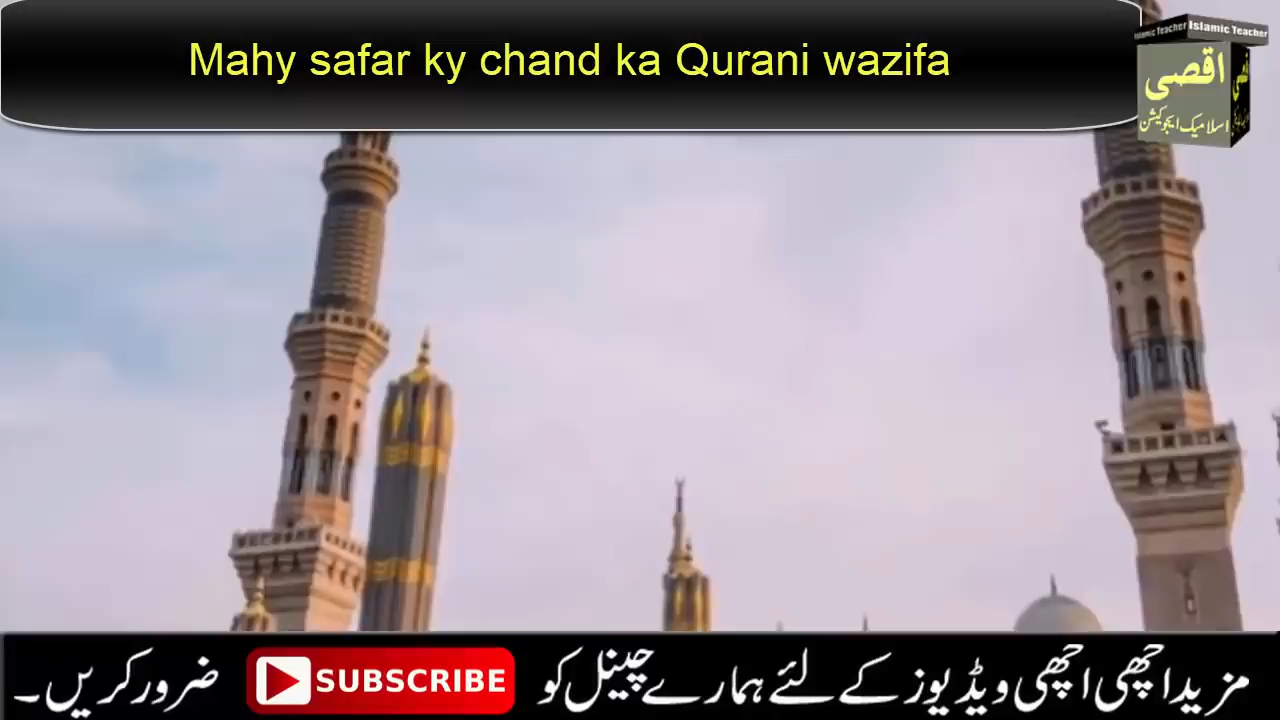 Mahy safar ky chand ka Qurani wazifa
Islamic Teacher Islamic Teacher
اقصی
اسلامیک ایجوکیشن
مزید اچھی اچھی ویڈیوز کے لئے ہمارے چینل کو SUBSCRIBE ضرور کریں۔